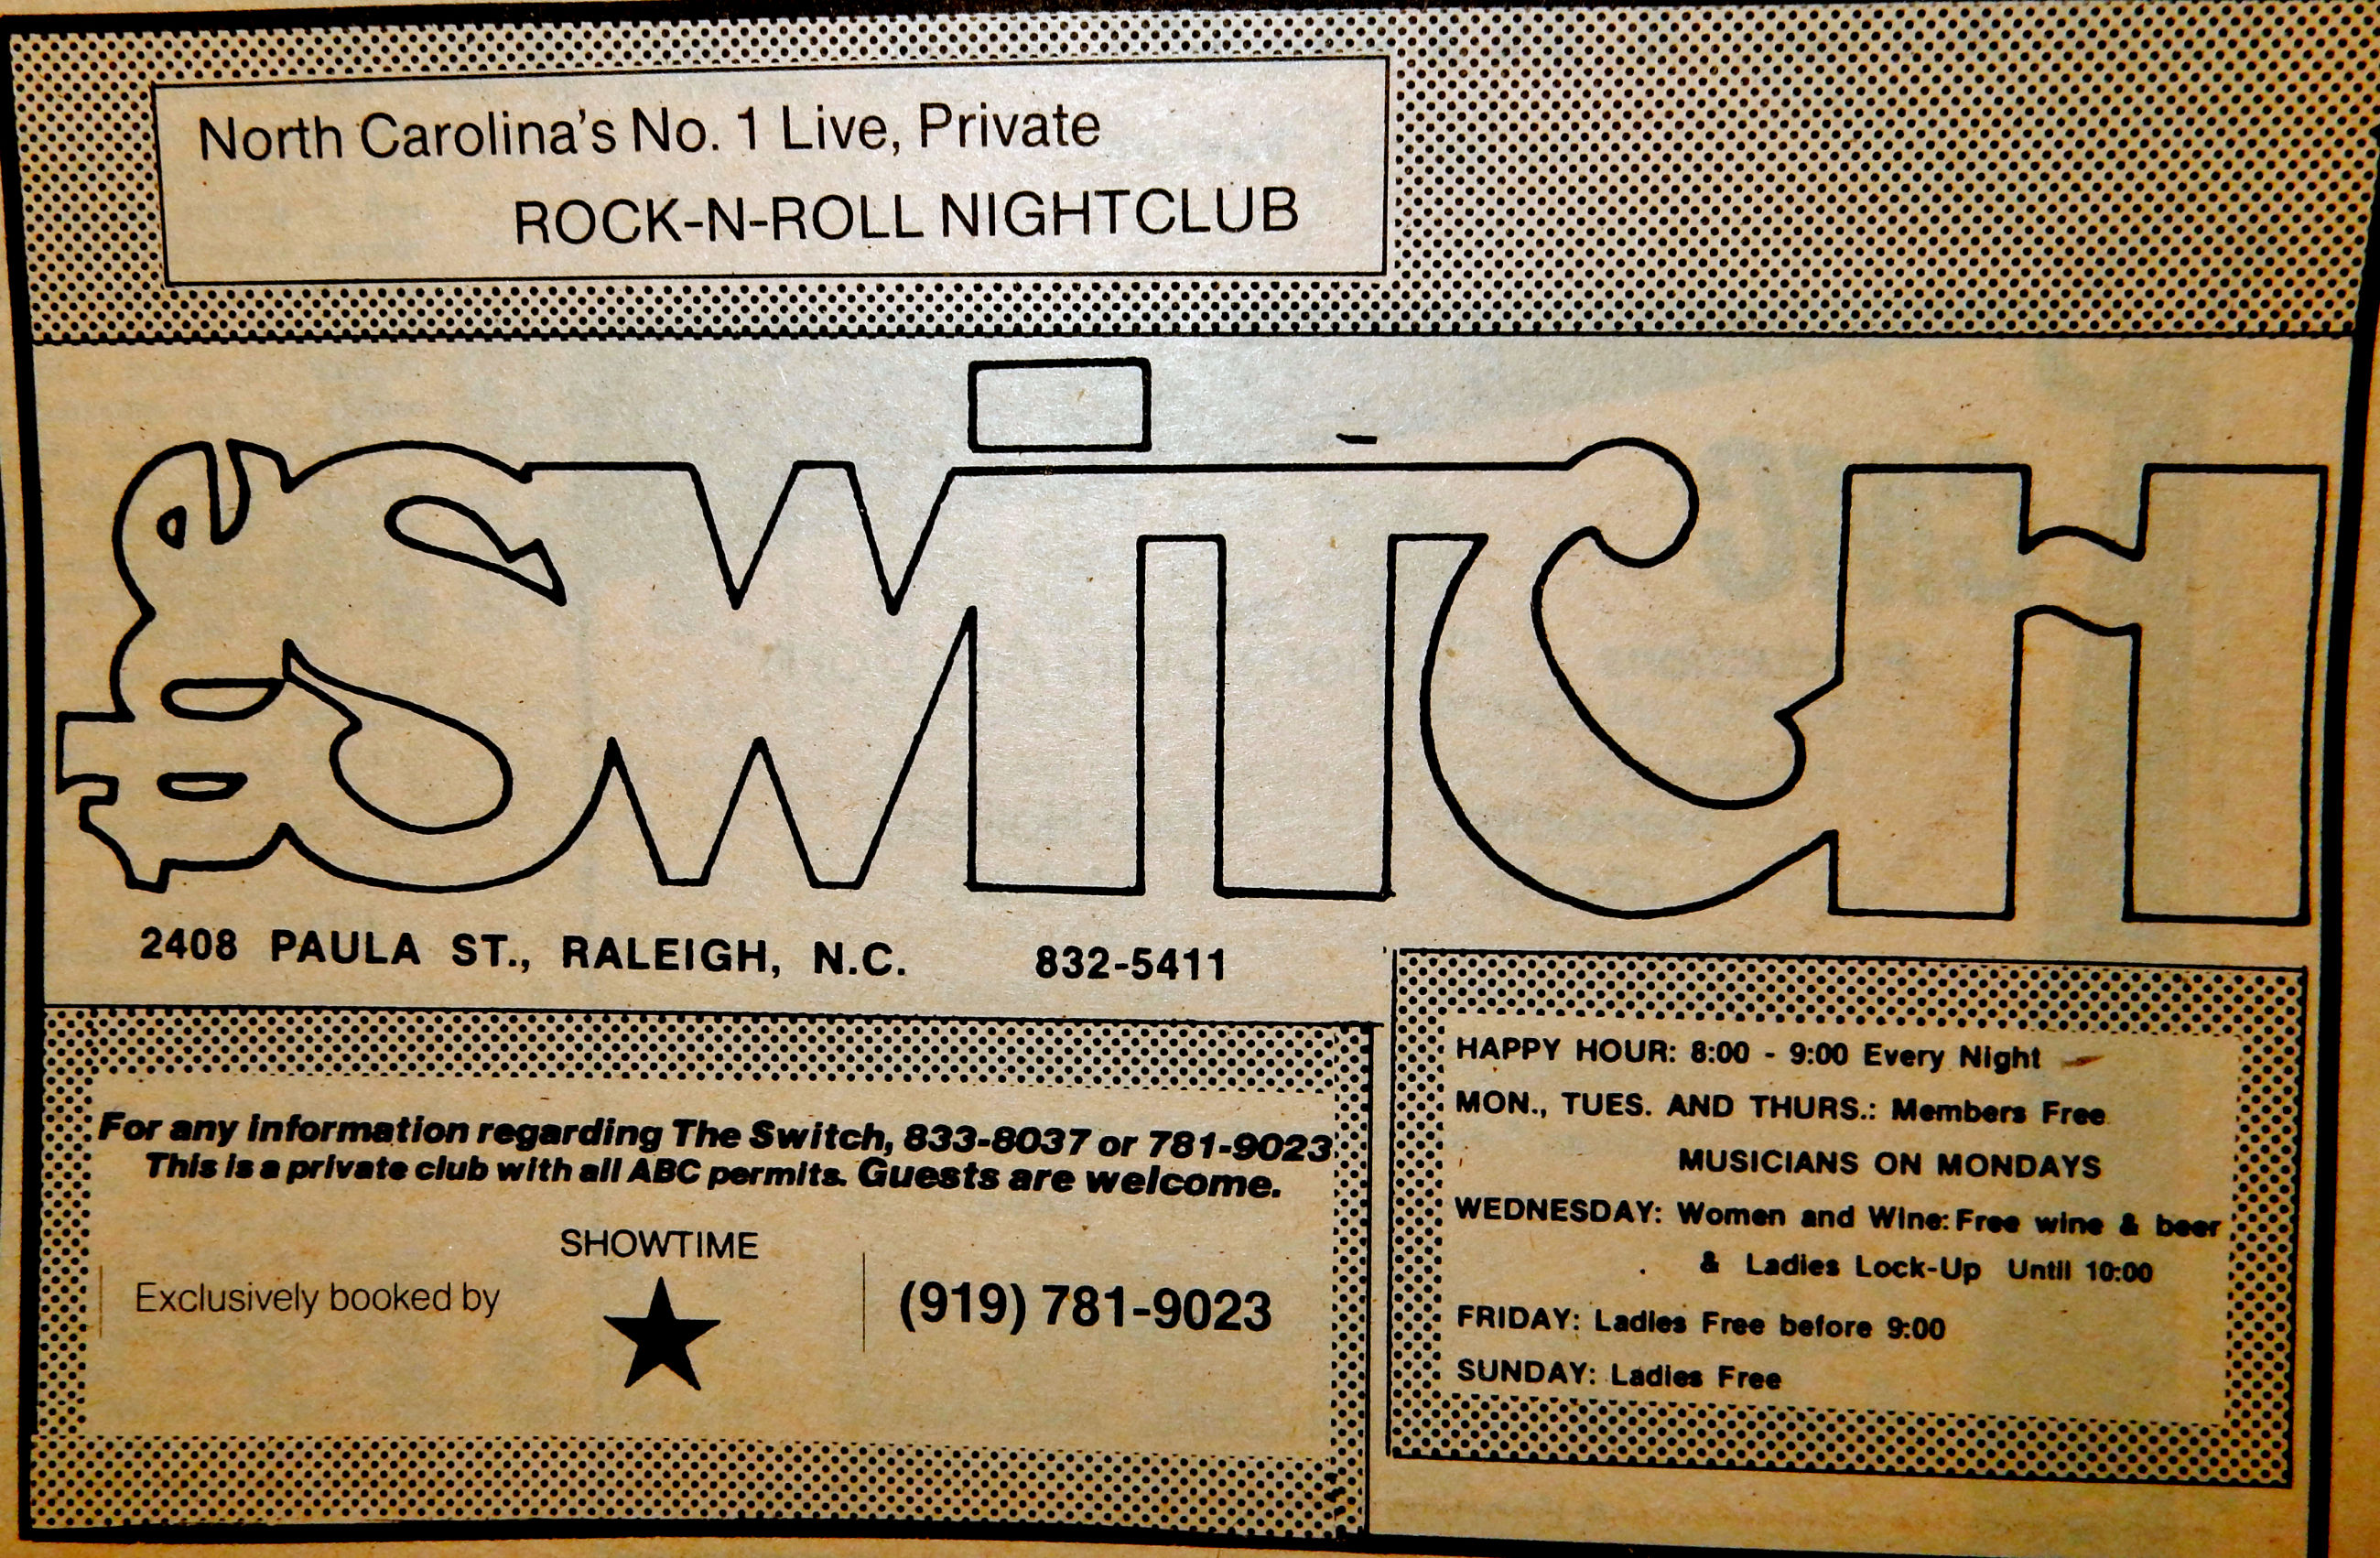 North Carolina's No. 1 Live, Private
ROCK-N-ROLL NIGHTCLUB
the SWiTCH
2408 PAULA ST., RALEIGH, N.C. 832-5411
For any information regarding The Switch, 833-8037 or 781-9023
This is a private club with all ABC permits. Guests are welcome.
SHOWTIME
Exclusively booked by
(919) 781-9023
HAPPY HOUR: 8:00 - 9:00 Every Night
MON., TUES. AND THURS.: Members Free
MUSICIANS ON MONDAYS
WEDNESDAY: Women and Wine: Free wine & beer
& Ladies Lock-Up Until 10:00
FRIDAY: Ladies Free before 9:00
SUNDAY: Ladies Free